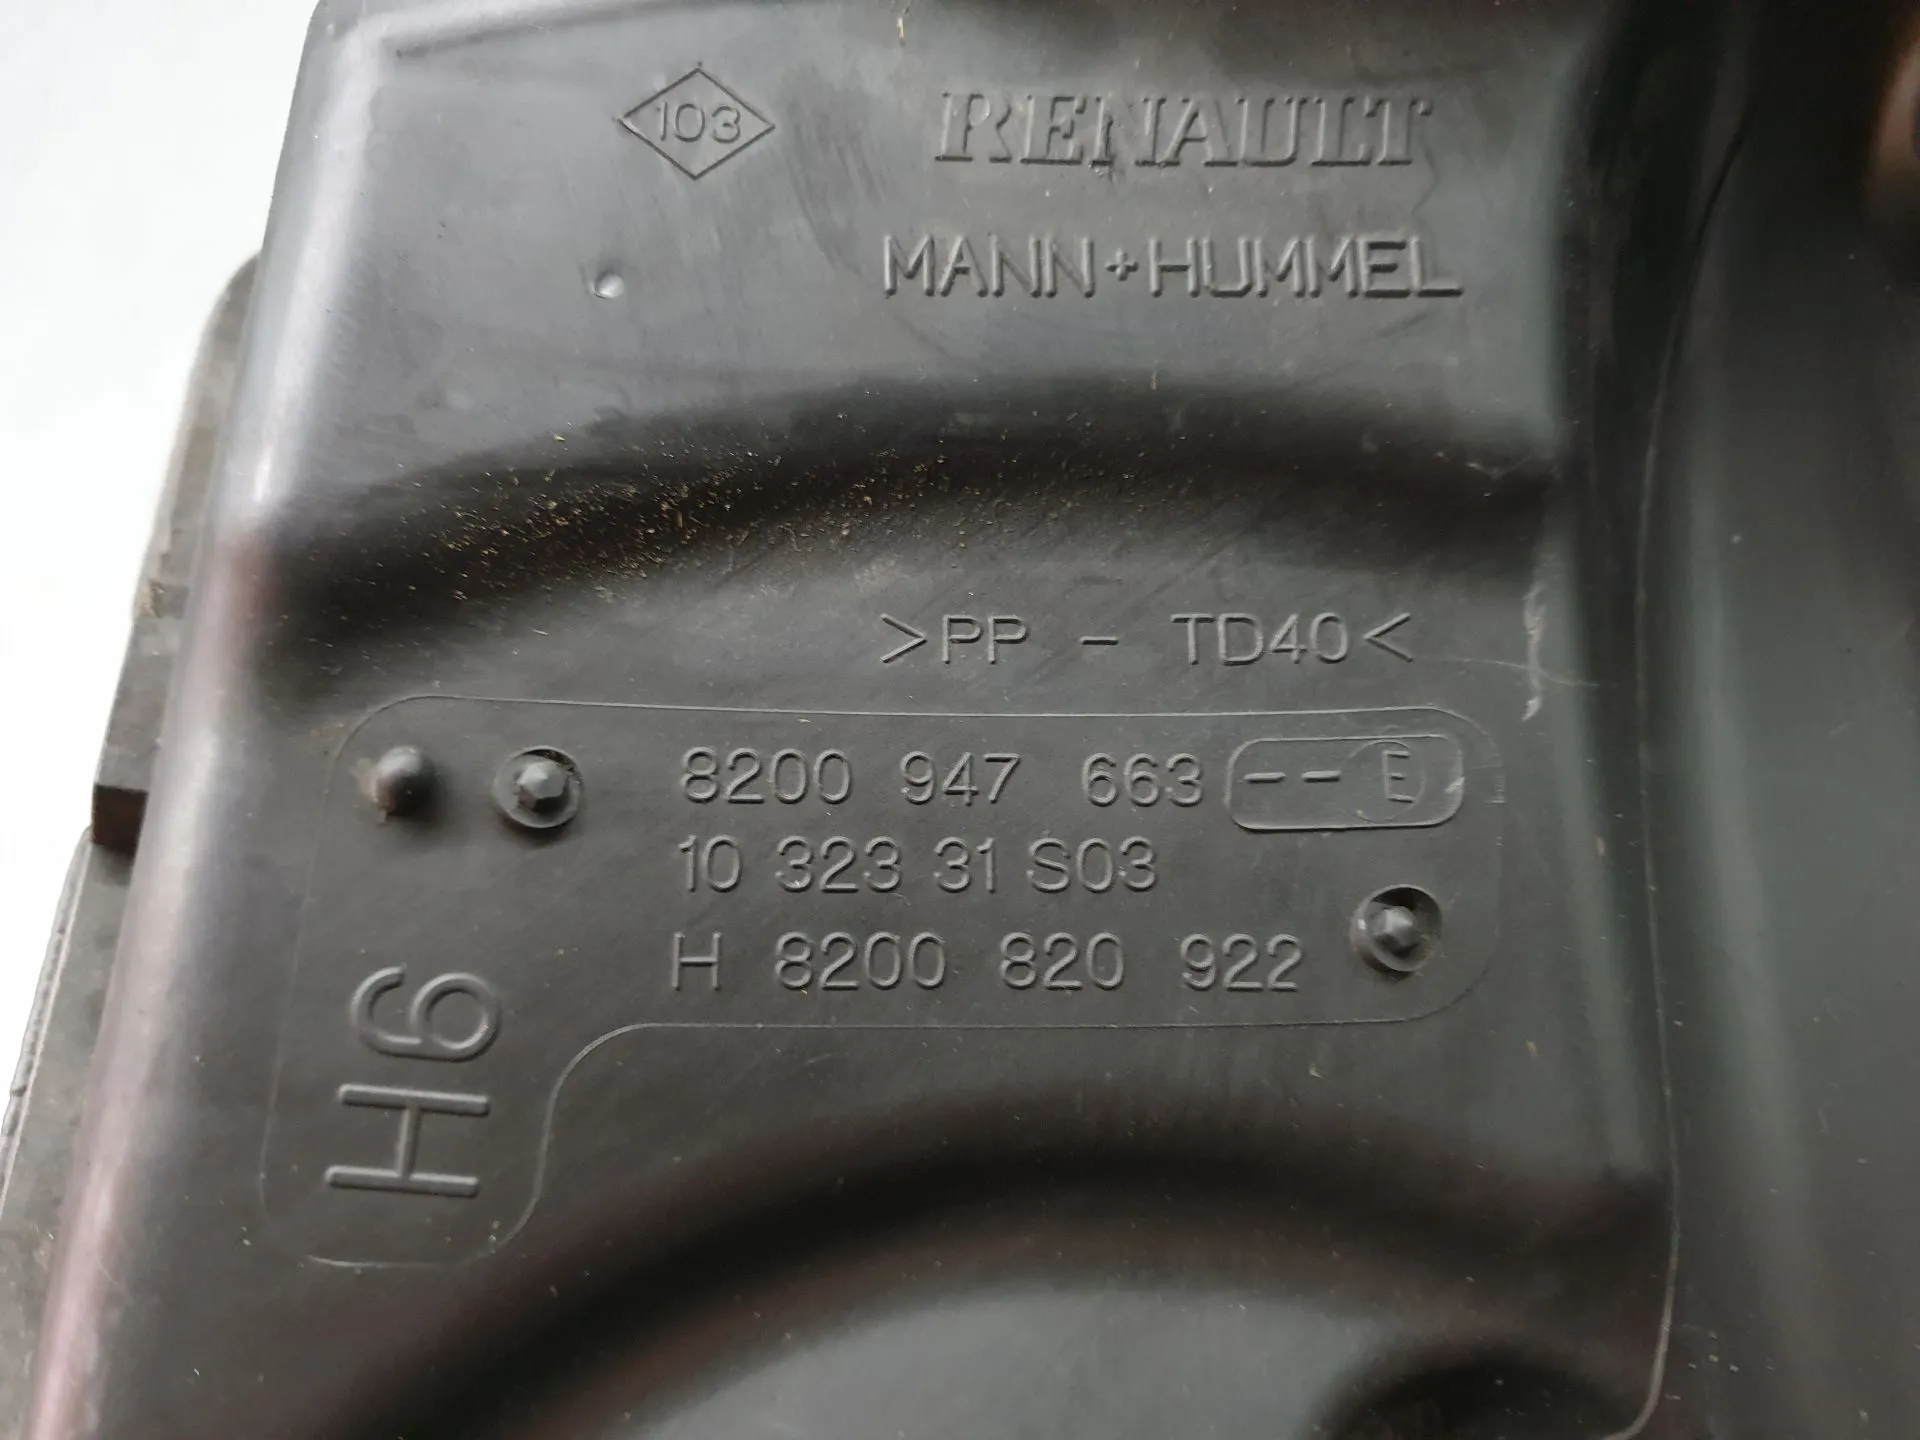 103 RENAULT
MANN+HUMMEL
>PP - TD40<
8200 947 663 -- E
10 323 31 S03
H 8200 820 922
H6